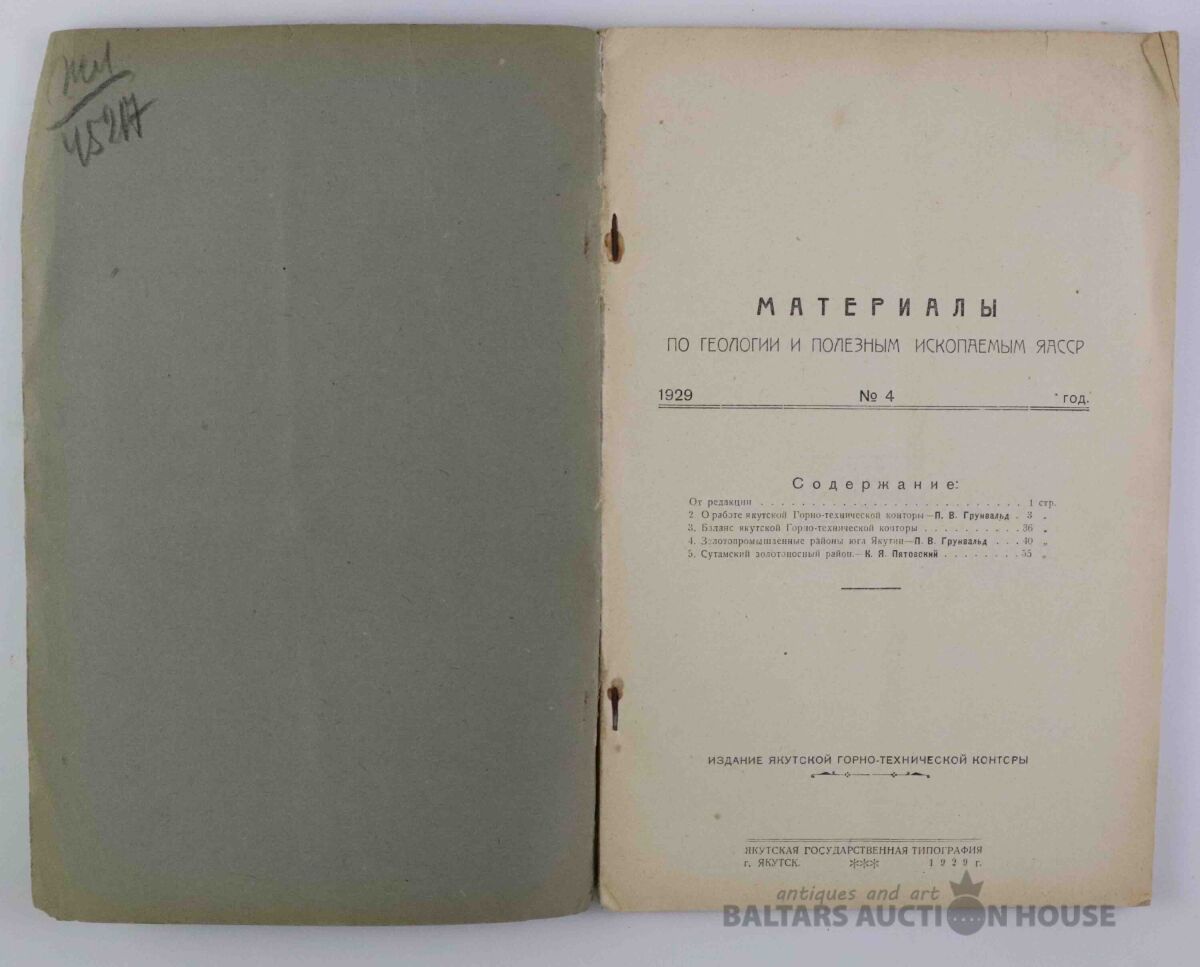 45217
МАТЕРИАЛЫ
ПО ГЕОЛОГИИ И ПОЛЕЗНЫМ ИСКОПАЕМЫМ ЯАССР
1929 № 4 год.
Содержание:
От редакции . . . . . . . . . . . . . . . . . . . . . . . . 1 стр.
2. О работе якутской Горно-технической конторы—П. В. Грунвальд . 3 „
3. Баланс якутской Горно-технической конторы . . . . . . . . . . 36 „
4. Золотопромышленные районы юга Якутии—П. В. Грунвальд . . . 40 „
5. Сутамский золотоносный район.—К. Я. Пятовский . . . . . . . . 55 „
ИЗДАНИЕ ЯКУТСКОЙ ГОРНО-ТЕХНИЧЕСКОЙ КОНТОРЫ
ЯКУТСКАЯ ГОСУДАРСТВЕННАЯ ТИПОГРАФИЯ
г. ЯКУТСК. 1929 г.
antiques and art
BALTARS AUCTION HOUSE